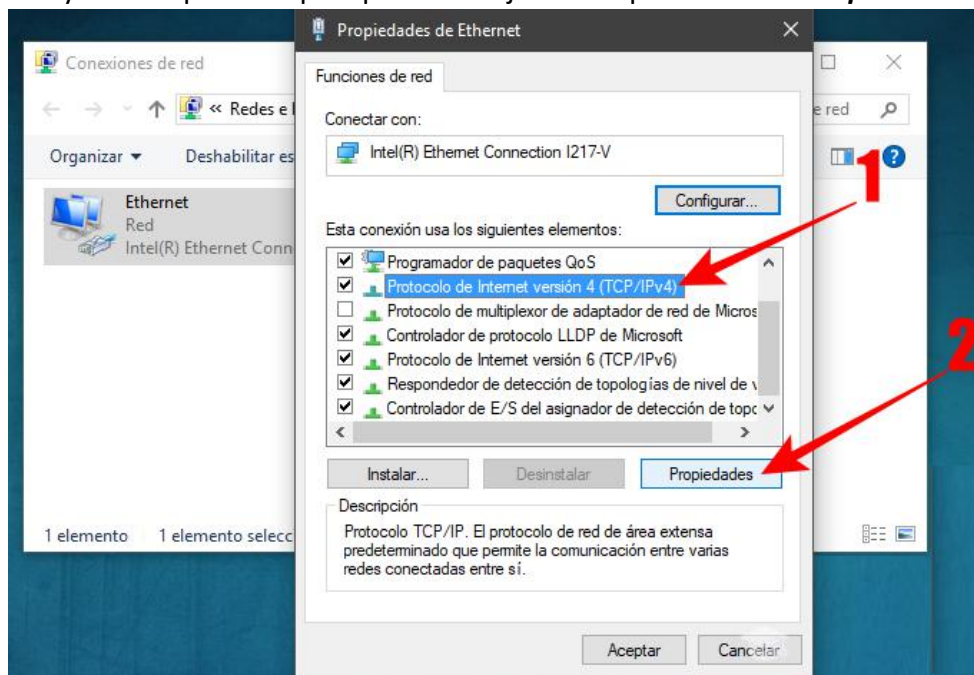 Propiedades de Ethernet
Conexiones de red
Funciones de red
« Redes e
e red
Conectar con:
Intel(R) Ethernet Connection I217-V
Organizar
Deshabilitar es
1
Configurar...
Ethernet
Red
Intel(R) Ethernet Conn
Esta conexión usa los siguientes elementos:
Programador de paquetes QoS
Protocolo de Internet versión 4 (TCP/IPv4)
Protocolo de multiplexor de adaptador de red de Micros
Controlador de protocolo LLDP de Microsoft
Protocolo de Internet versión 6 (TCP/IPv6)
Respondedor de detección de topologías de nivel de
Controlador de E/S del asignador de detección de topo
2
Instalar...
Desinstalar
Propiedades
Descripción
Protocolo TCP/IP. El protocolo de red de área extensa
predeterminado que permite la comunicación entre varias
redes conectadas entre sí.
1 elemento
1 elemento selecc
Aceptar
Cancelar